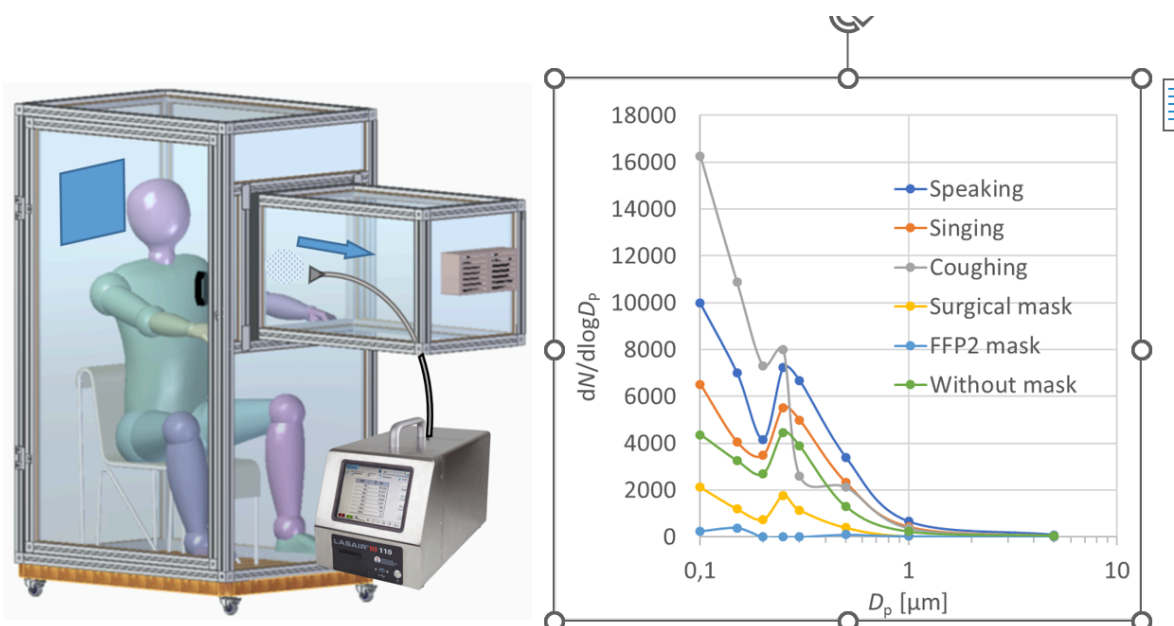 LASAIR III 110
18000
16000
14000
12000
10000
8000
6000
4000
2000
0
dN/dlogDp
Speaking
Singing
Coughing
Surgical mask
FFP2 mask
Without mask
0,1
1
10
Dp [µm]